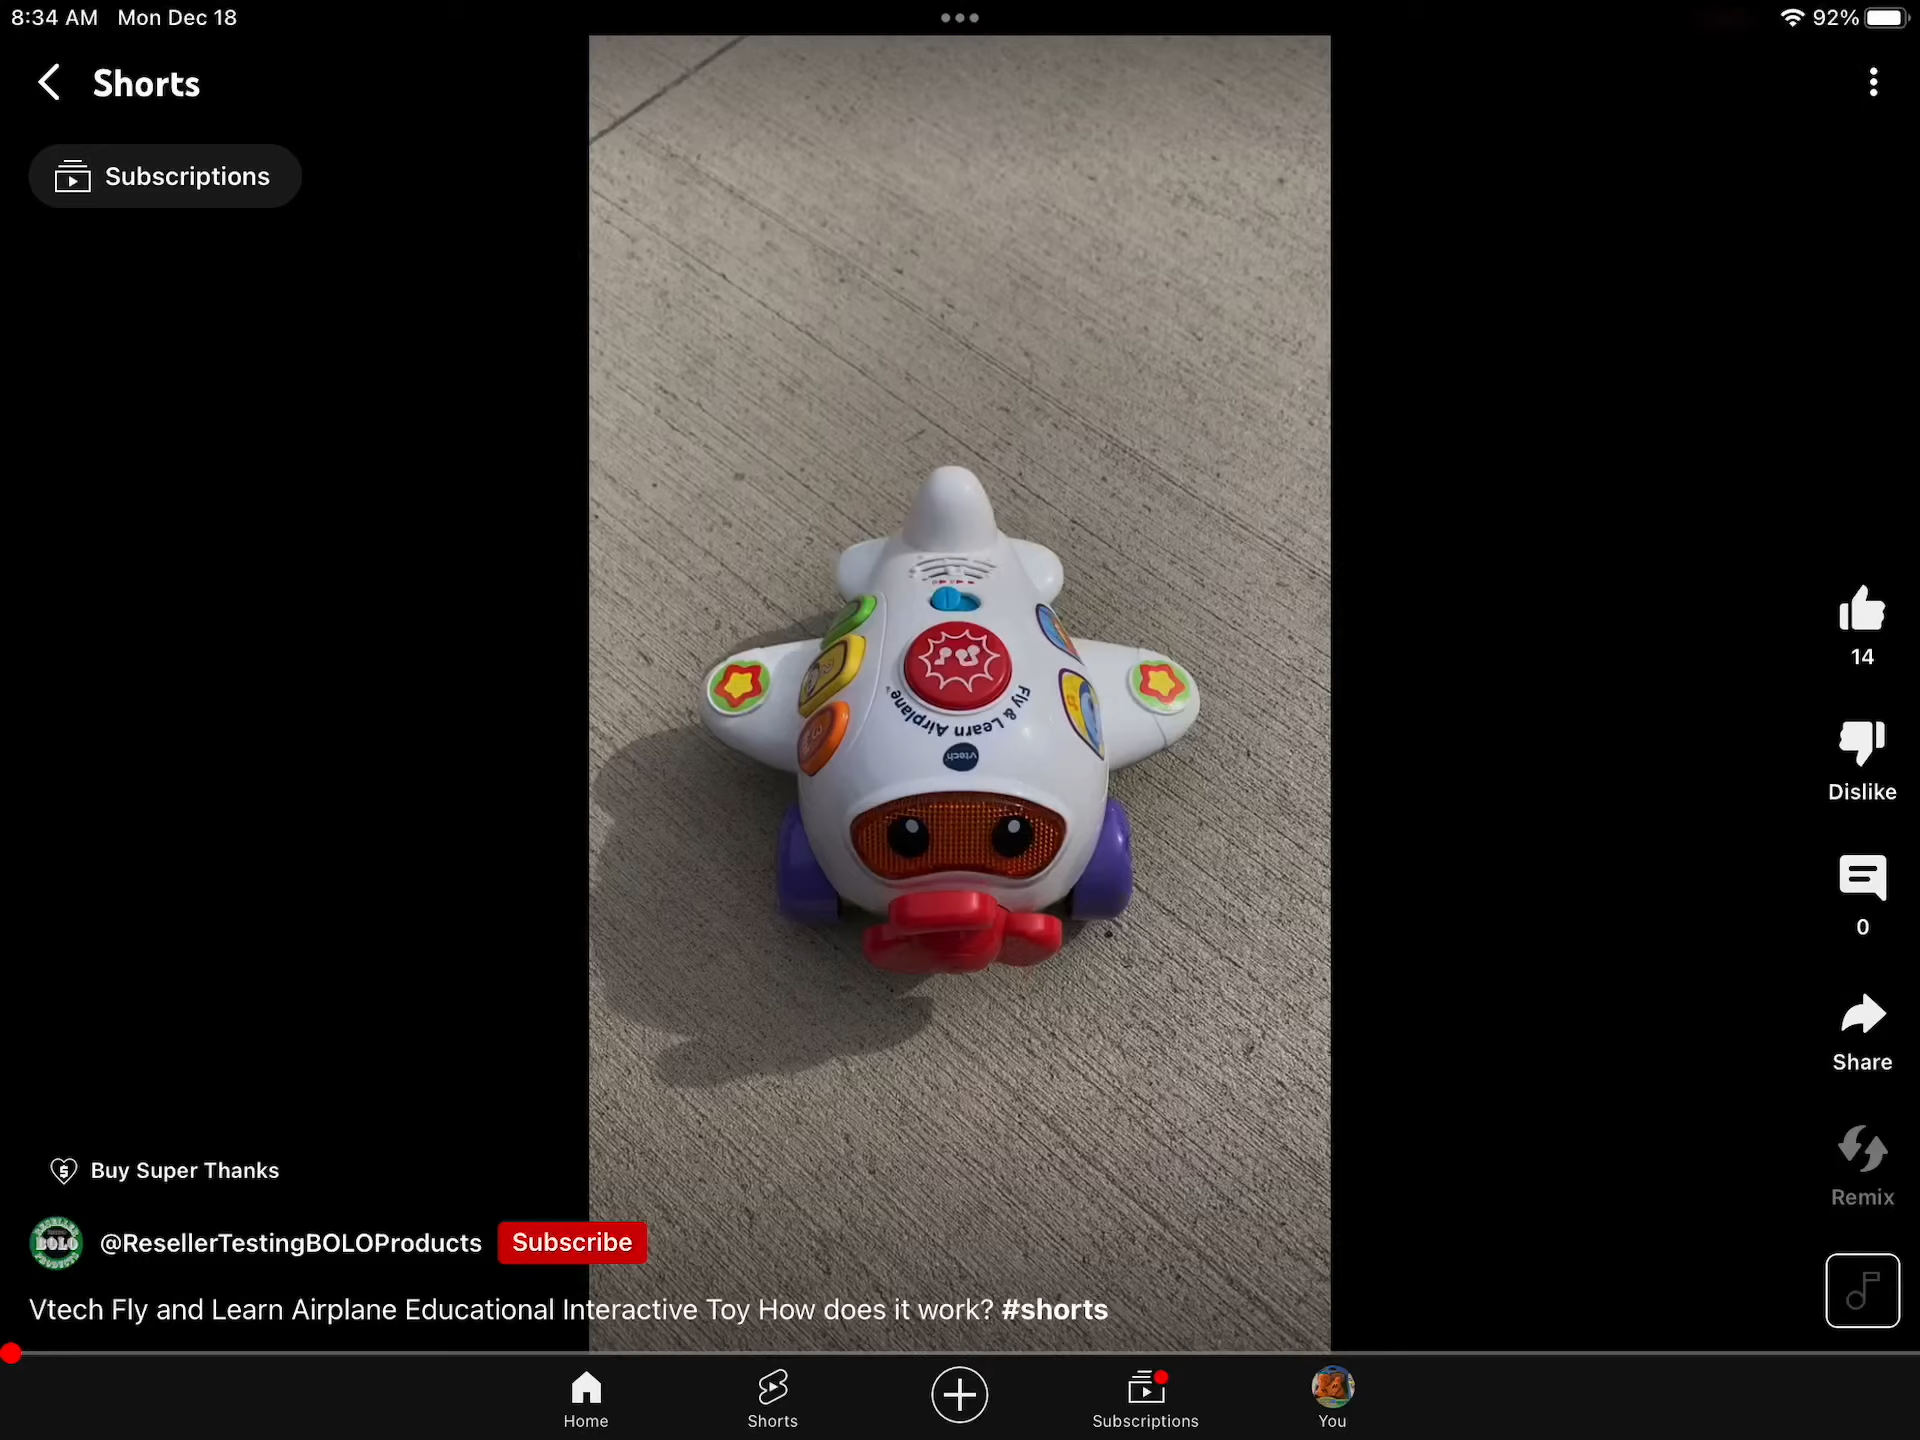 8:34 AM Mon Dec 18
92%
Shorts
Subscriptions
Fly & Learn Airplane
vtech
14
Dislike
0
Share
Remix
Buy Super Thanks
@ResellerTestingBOLOProducts Subscribe
Vtech Fly and Learn Airplane Educational Interactive Toy How does it work? #shorts
Home Shorts Subscriptions You